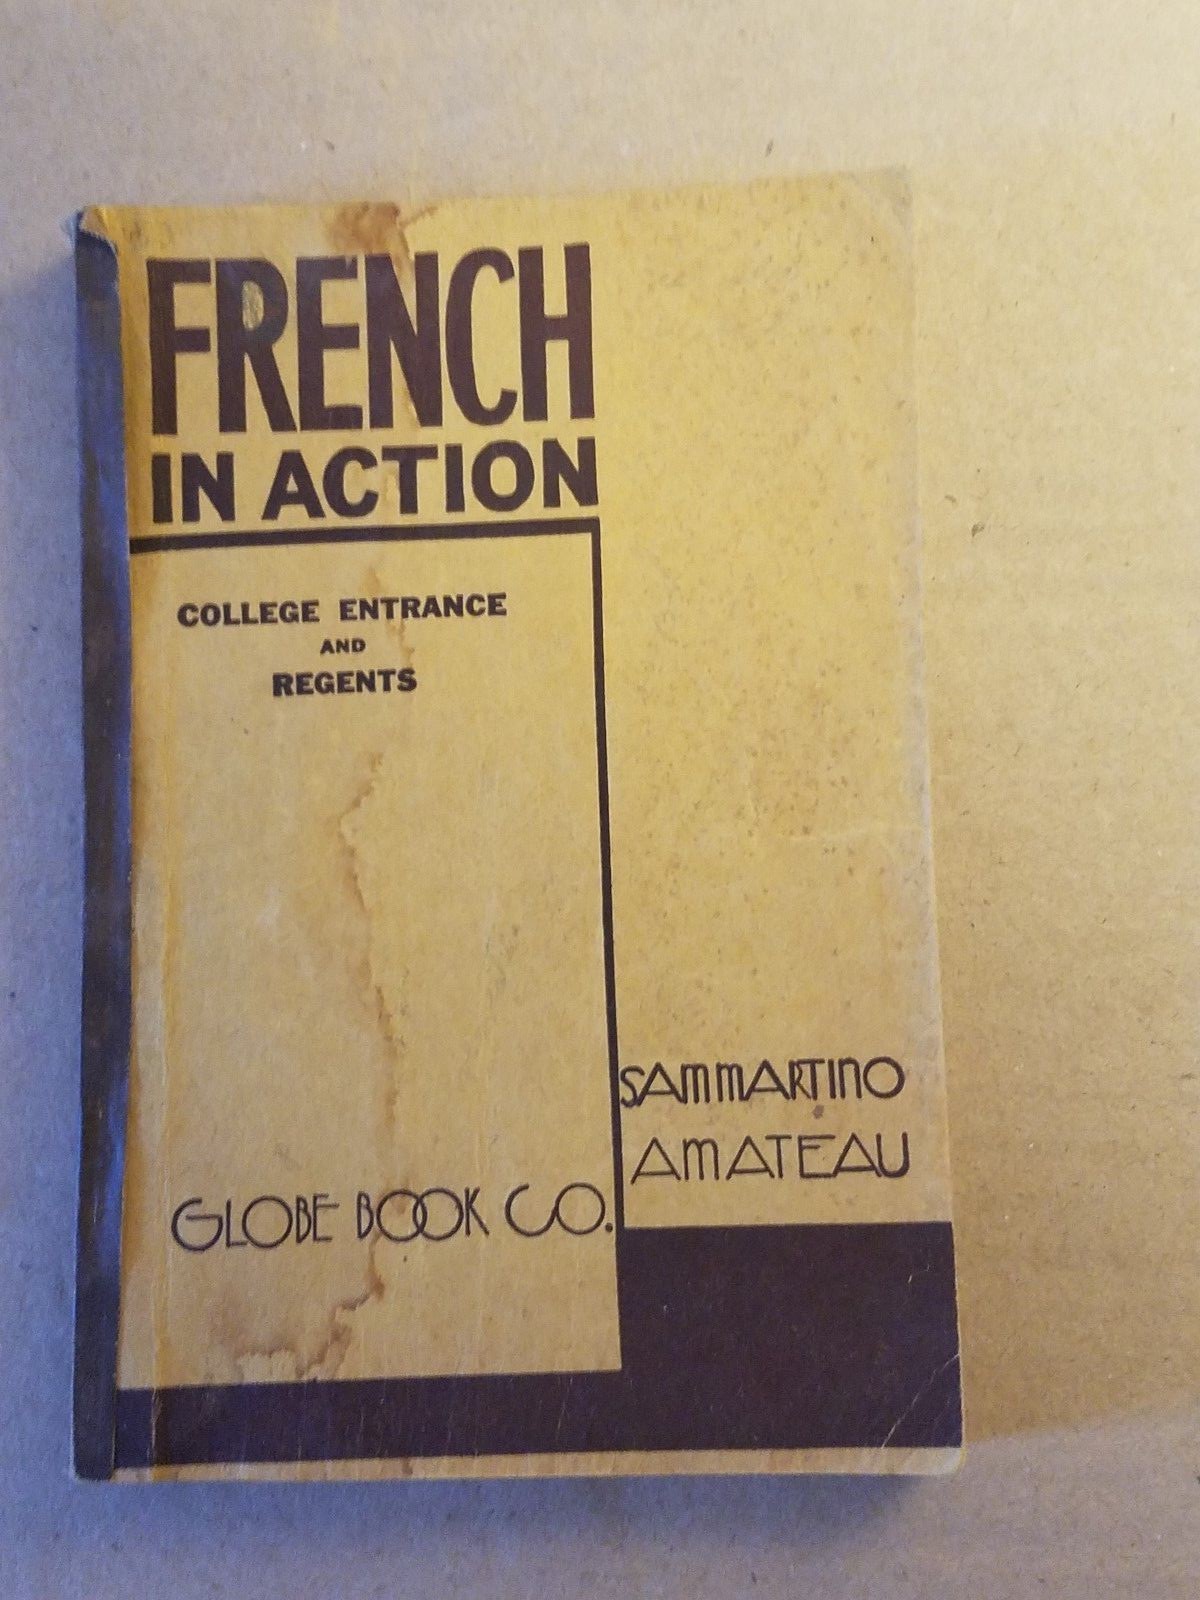 FRENCH
IN ACTION
COLLEGE ENTRANCE
AND
REGENTS
SAMMARTINO
AMATEAU
GLOBE BOOK CO.